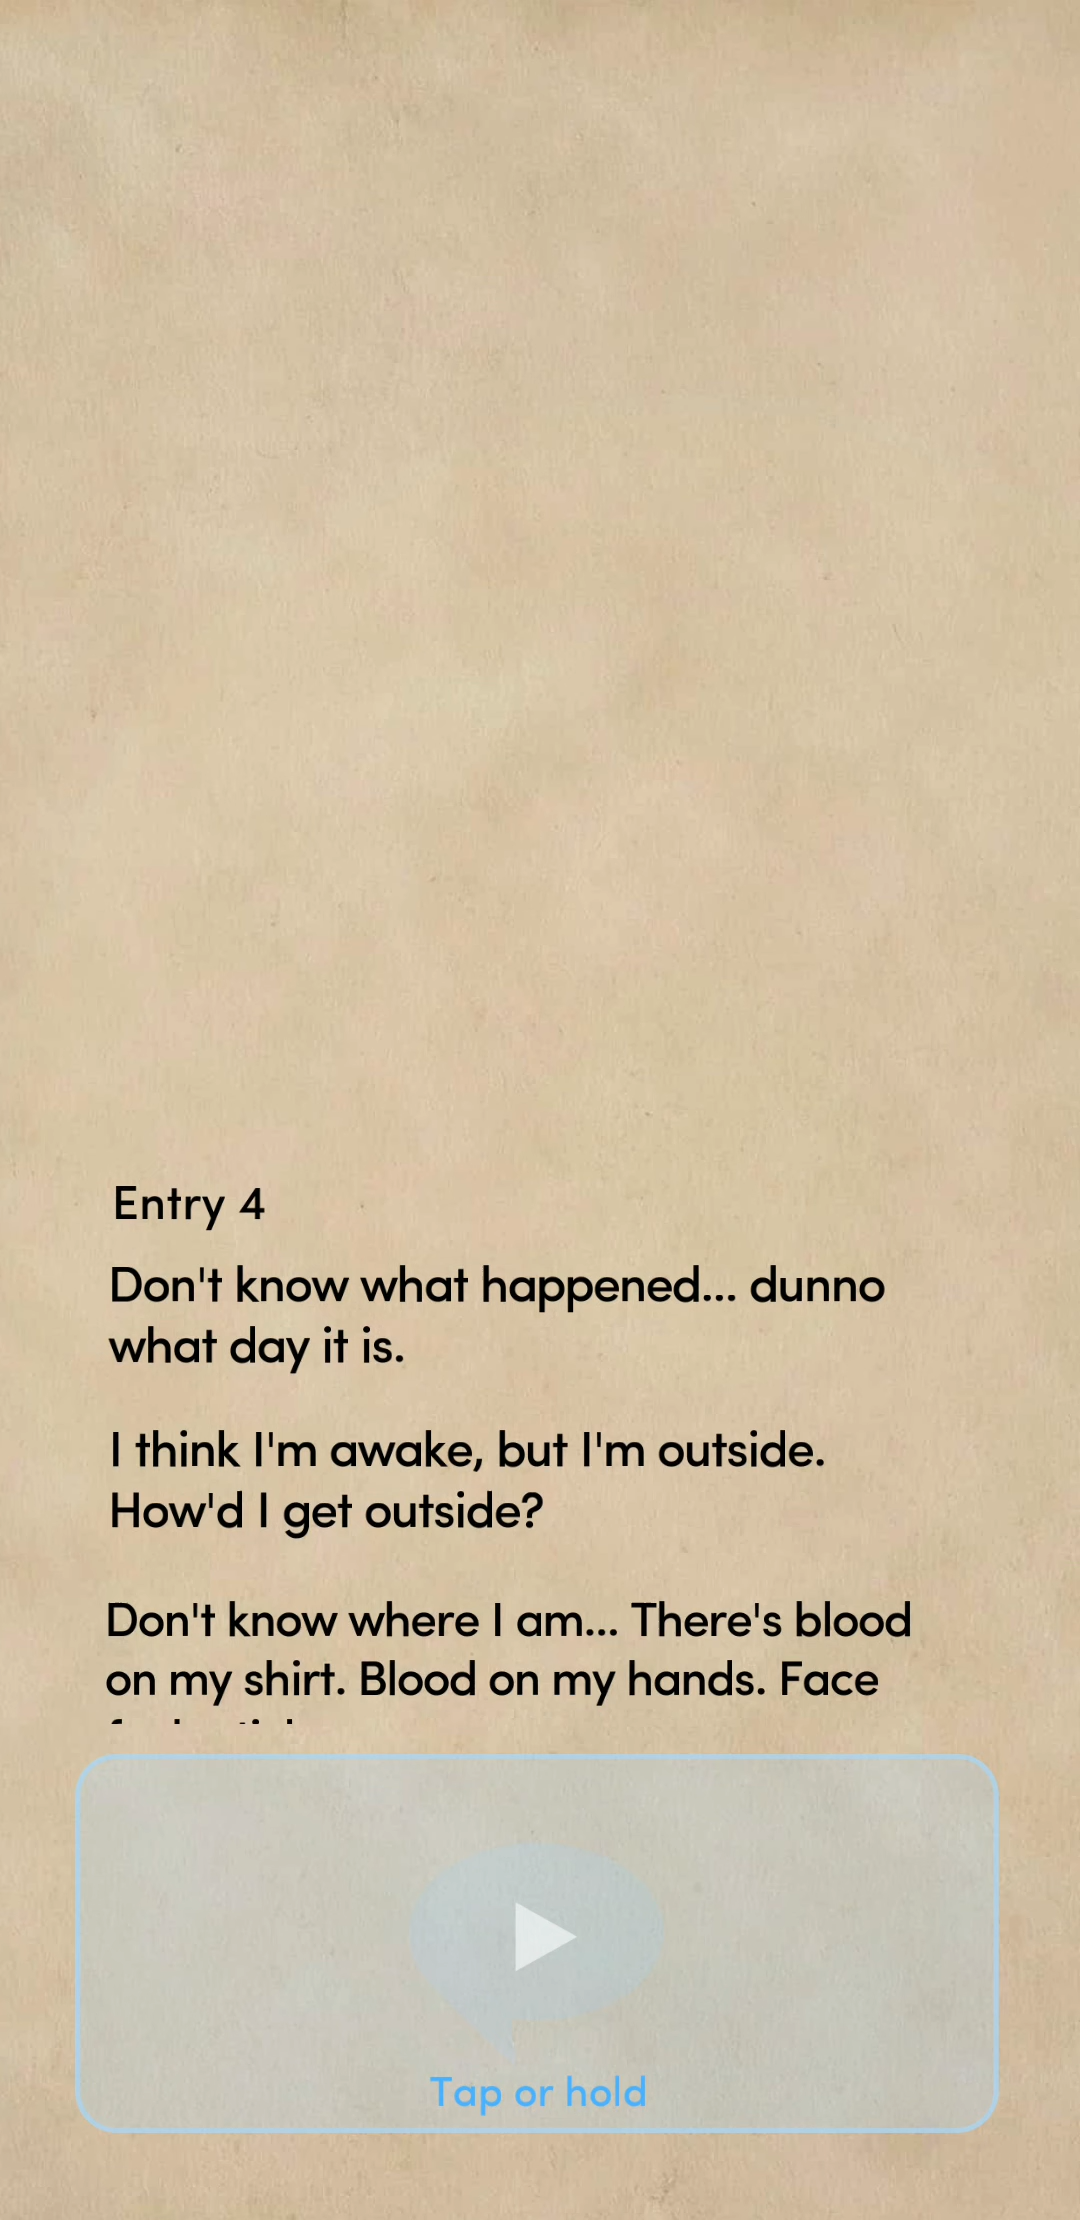 Entry 4
Don't know what happened... dunno
what day it is.
I think I'm awake, but I'm outside.
How'd I get outside?
Don't know where I am... There's blood
on my shirt. Blood on my hands. Face
Tap or hold